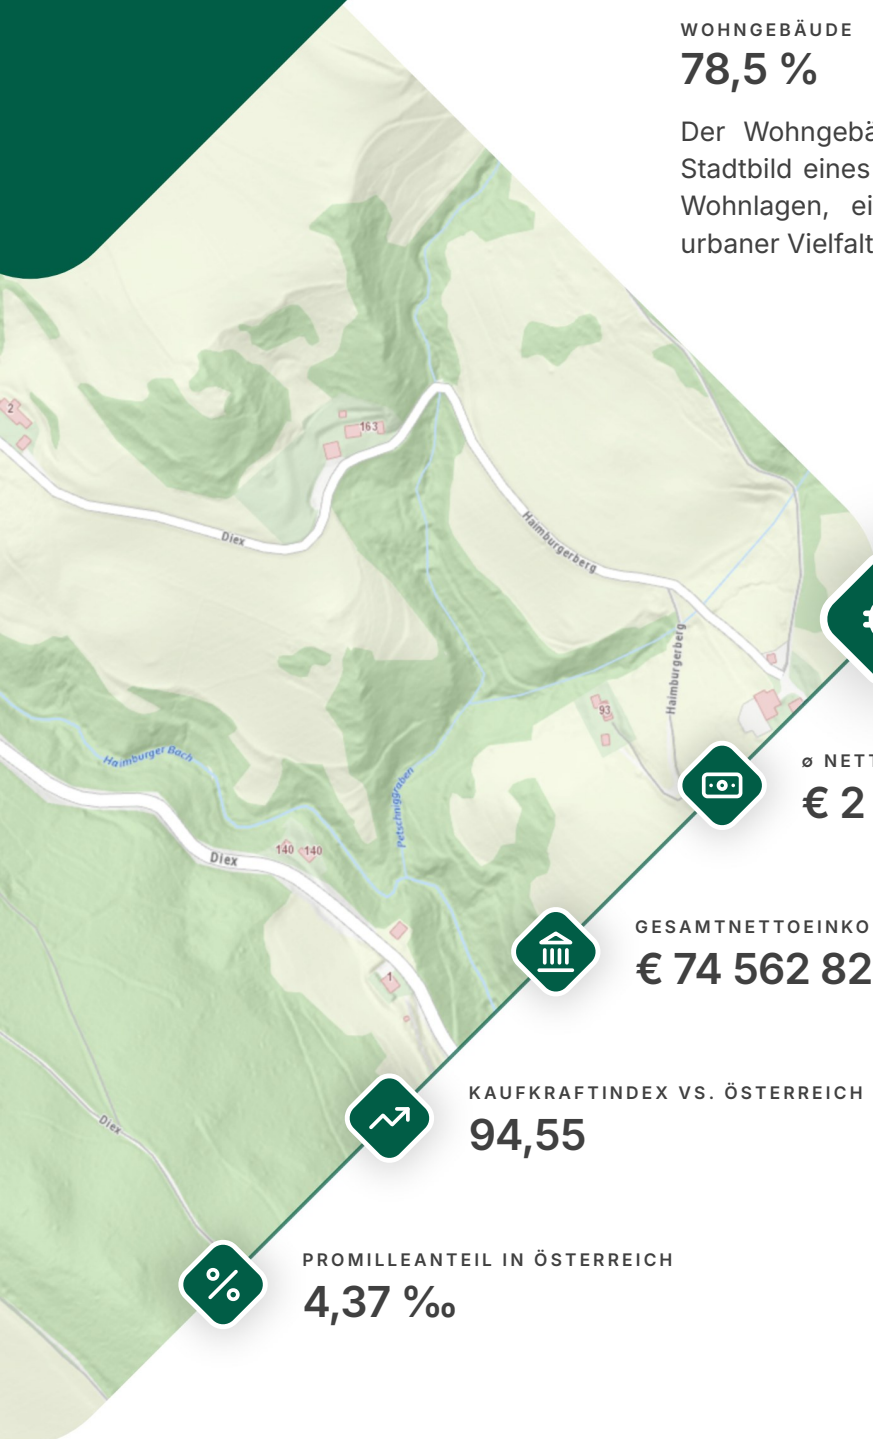 WOHNGEBÄUDE
78,5 %
Der Wohngebä
Stadtbild eines
Wohnlagen, ei
urbaner Vielfalt
2
163
Diex
Haimburgerberg
Haimburgerberg
93
Haimburger Bach
Petschniggraben
140 140
Diex
1
Diex
ø NETT
€ 2
GESAMTNETTOEINKO
€ 74 562 82
KAUFKRAFTINDEX VS. ÖSTERREICH
94,55
PROMILLEANTEIL IN ÖSTERREICH
4,37 ‰